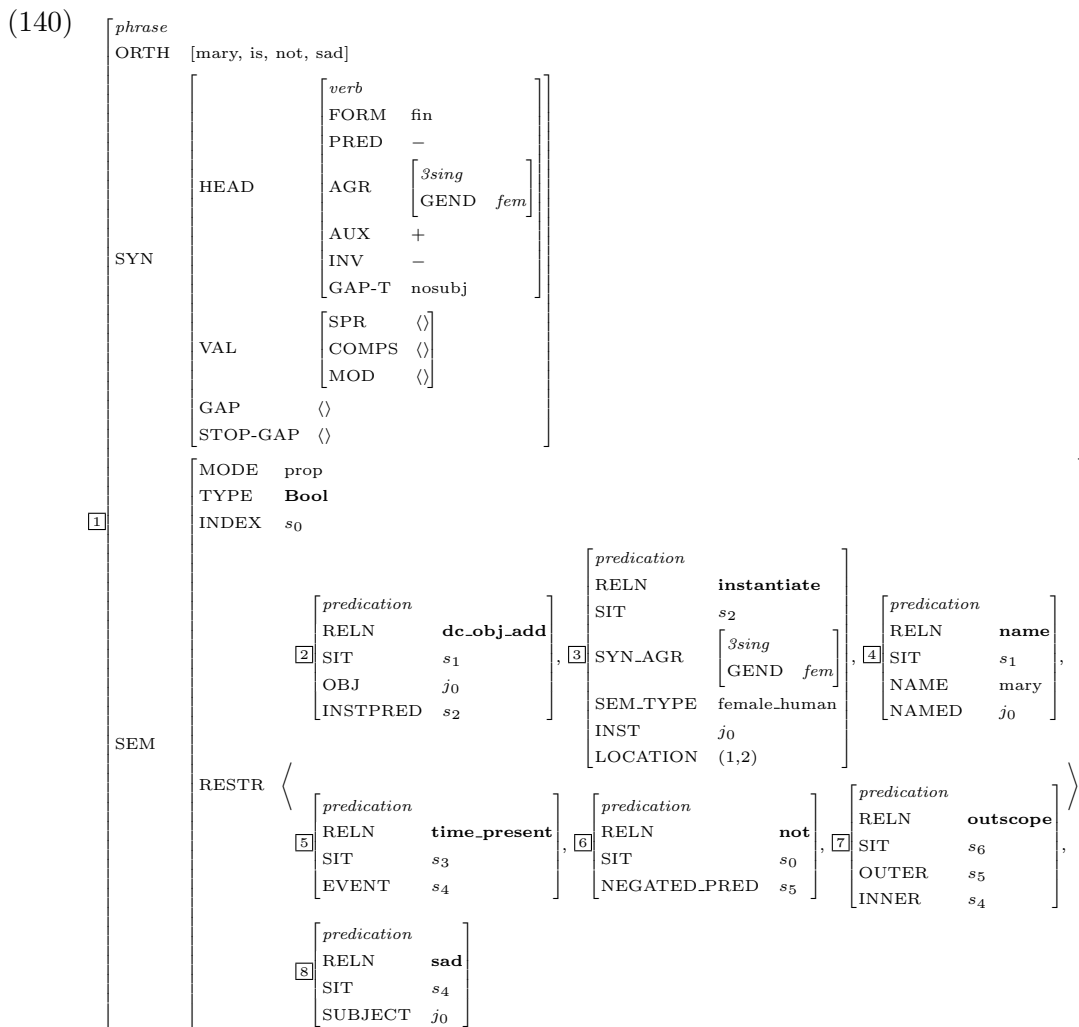 (140)
phrase
ORTH [mary, is, not, sad]
verb
FORM fin
PRED −
HEAD AGR [3sing
GEND fem]
AUX +
INV −
GAP-T nosubj
SYN
SPR ⟨⟩
VAL COMPS ⟨⟩
MOD ⟨⟩
GAP ⟨⟩
STOP-GAP ⟨⟩
MODE prop
TYPE Bool
1 INDEX s0
SEM
RESTR ⟨
2 predication
RELN dc_obj_add
SIT s1
OBJ j0
INSTPRED s2
,
3 predication
RELN instantiate
SIT s2
SYN_AGR [3sing
GEND fem]
SEM_TYPE female_human
INST j0
LOCATION (1,2)
,
4 predication
RELN name
SIT s1
NAME mary
NAMED j0
,
5 predication
RELN time_present
SIT s3
EVENT s4
,
6 predication
RELN not
SIT s0
NEGATED_PRED s5
,
7 predication
RELN outscope
SIT s6
OUTER s5
INNER s4
,
8 predication
RELN sad
SIT s4
SUBJECT j0
⟩